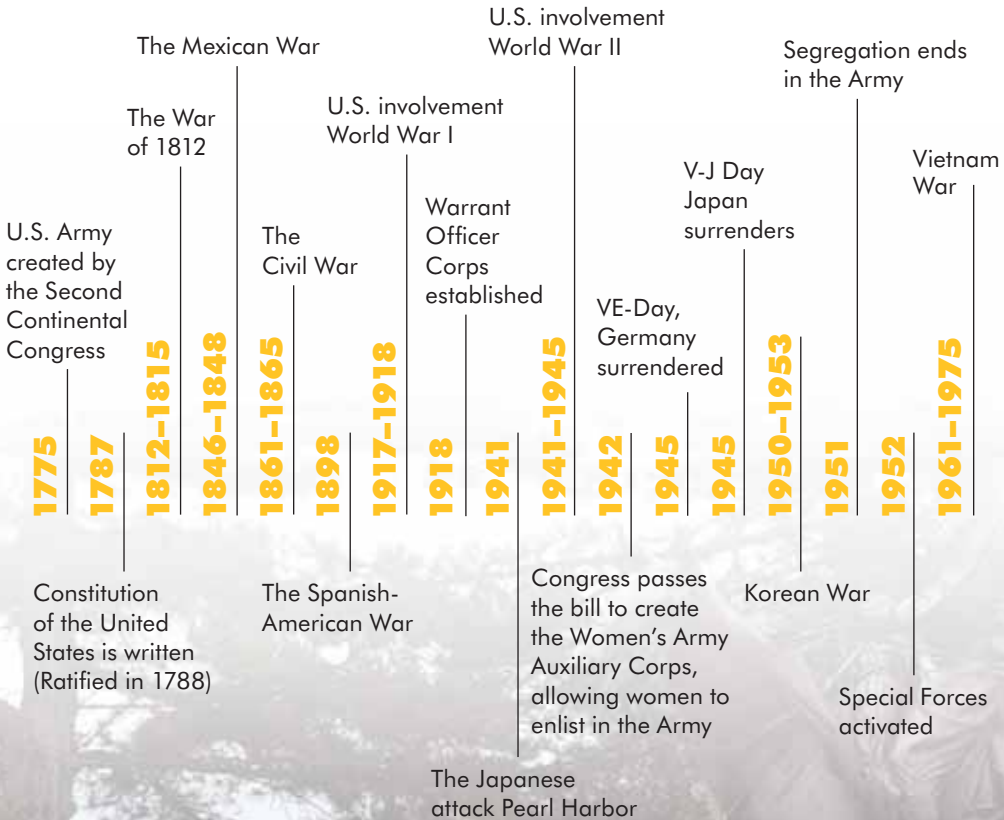 U.S. involvement
World War II
The Mexican War
Segregation ends
in the Army
U.S. involvement
World War I
The War
of 1812
Vietnam
War
V-J Day
Japan
surrenders
Warrant
Officer
Corps
established
U.S. Army
created by
the Second
Continental
Congress
The
Civil War
VE-Day,
Germany
surrendered
1775
1787
1812–1815
1846–1848
1861–1865
1898
1917–1918
1918
1941
1941–1945
1942
1945
1945
1950–1953
1951
1952
1961–1975
Constitution
of the United
States is written
(Ratified in 1788)
The Spanish-
American War
Congress passes
the bill to create
the Women's Army
Auxiliary Corps,
allowing women to
enlist in the Army
Korean War
Special Forces
activated
The Japanese
attack Pearl Harbor